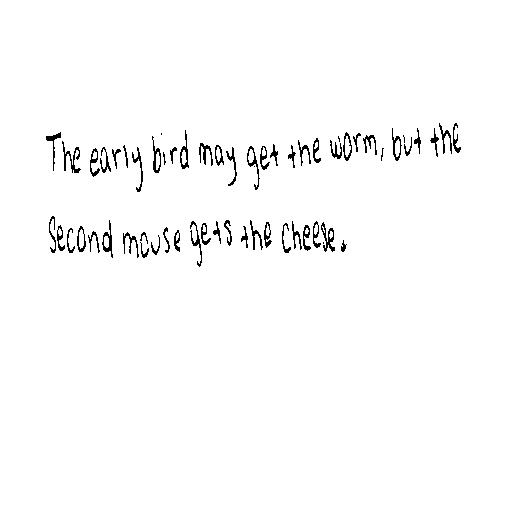 The early bird may get the worm, but the
Second mouse gets the cheese.